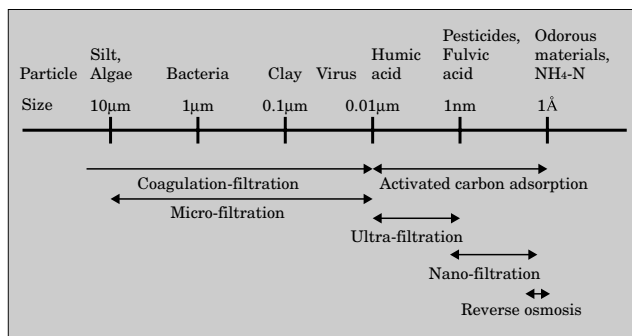 Silt, Humic Pesticides, Odorous
Algae acid Fulvic materials,
Particle Bacteria Clay Virus acid NH₄-N
Size 10μm 1μm 0.1μm 0.01μm 1nm 1Å
Coagulation-filtration Activated carbon adsorption
Micro-filtration
Ultra-filtration
Nano-filtration
Reverse osmosis